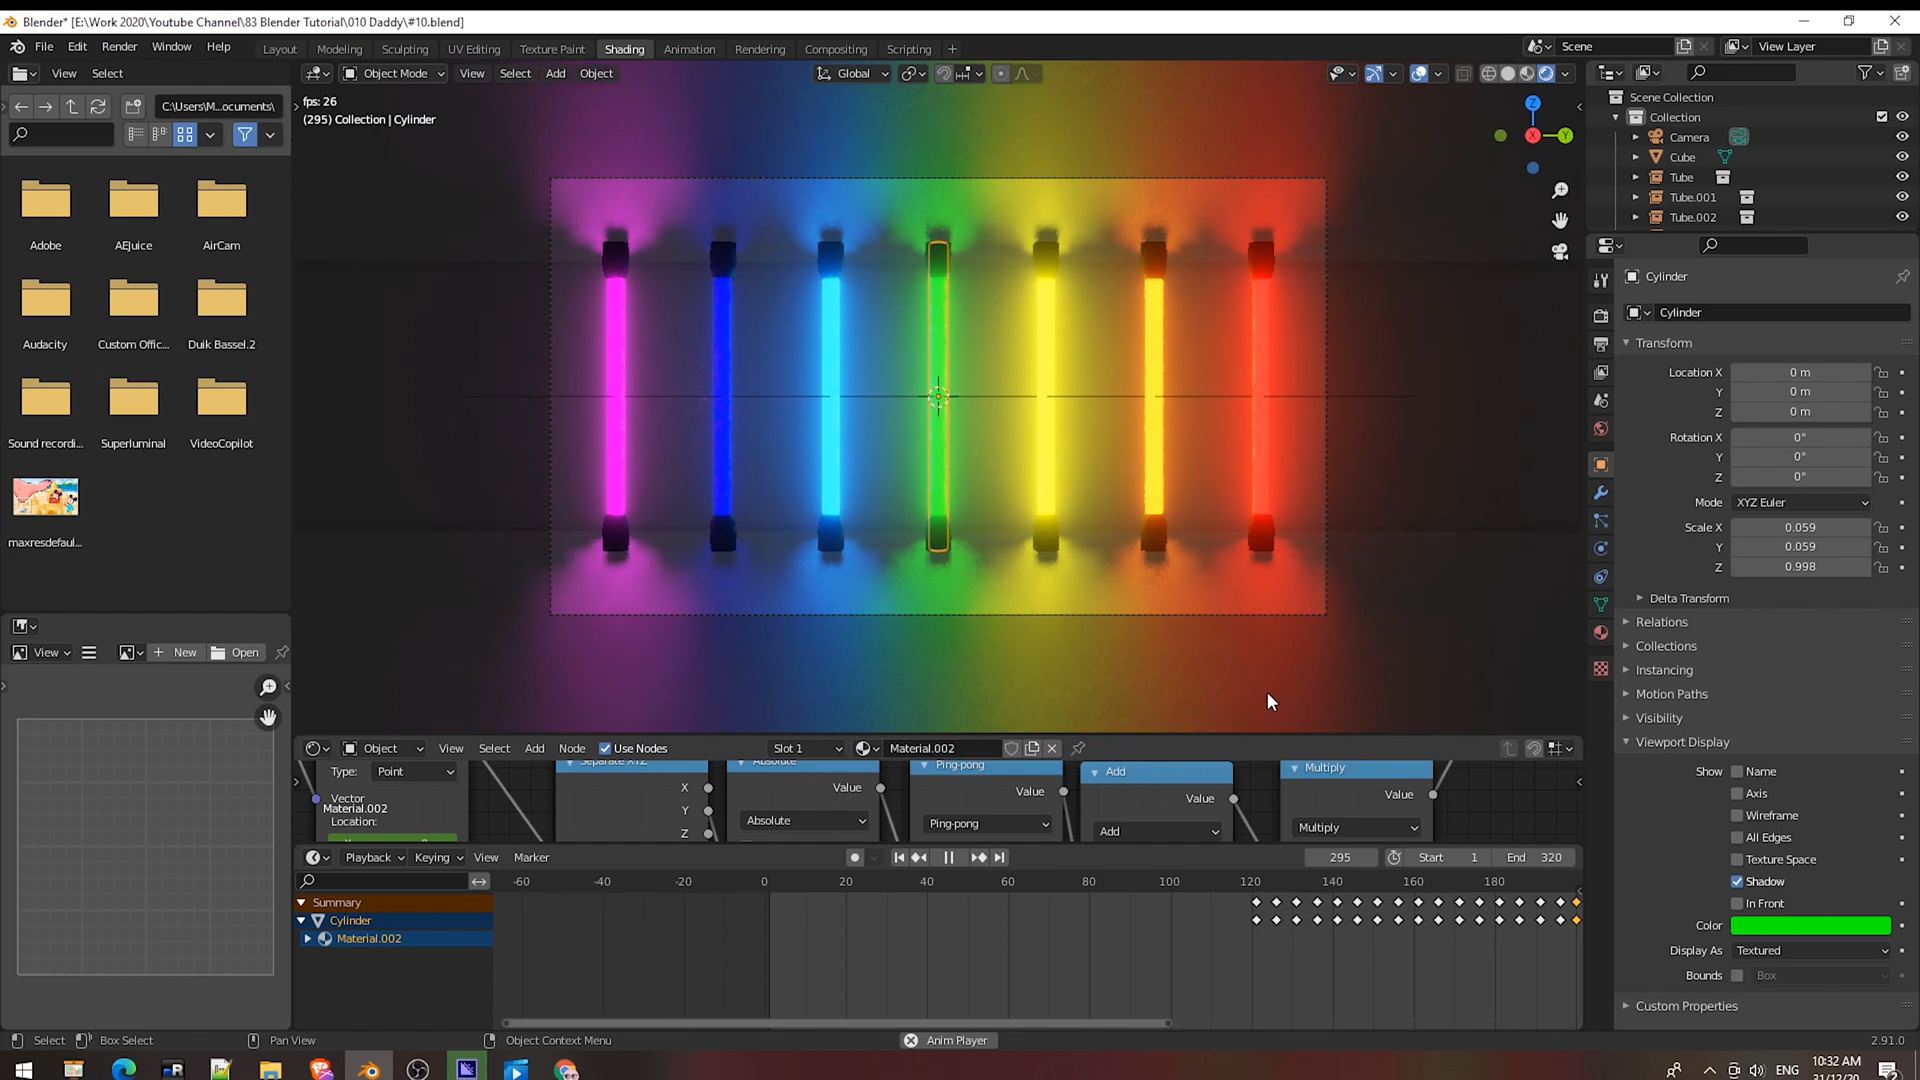 Blender* [E:\Work 2020\Youtube Channel\83 Blender Tutorial\010 Daddy\#10.blend]
File Edit Render Window Help Layout Modeling Sculpting UV Editing Texture Paint Shading Animation Rendering Compositing Scripting + Scene View Layer
View Select Object Mode View Select Add Object Global
C:\Users\M...ocuments\
fps: 26
(295) Collection | Cylinder
Adobe AEJuice AirCam
Audacity Custom Offic... Duik Bassel.2
Sound recordi... Superluminal VideoCopilot
maxresdefaul...
Z
X Y
Scene Collection
Collection
Camera
Cube
Tube
Tube.001
Tube.002
Cylinder
Cylinder
Transform
Location X 0 m
Y 0 m
Z 0 m
Rotation X 0°
Y 0°
Z 0°
Mode XYZ Euler
Scale X 0.059
Y 0.059
Z 0.998
Delta Transform
Relations
Collections
Instancing
Motion Paths
Visibility
Viewport Display
Show Name
Axis
Wireframe
All Edges
Texture Space
Shadow
In Front
Color
Display As Textured
Bounds Box
Custom Properties
View New Open
Object View Select Add Node Use Nodes Slot 1 Material.002
Type: Point
Vector
Material.002
Location:
Separate XYZ
X
Y
Z
Absolute
Value
Absolute
Ping-pong
Value
Ping-pong
Add
Value
Add
Multiply
Value
Multiply
Playback Keying View Marker 295 Start 1 End 320
-60 -40 -20 0 20 40 60 80 100 120 140 160 180
Summary
Cylinder
Material.002
Select Box Select Pan View Object Context Menu Anim Player 2.91.0
ENG
10:32 AM